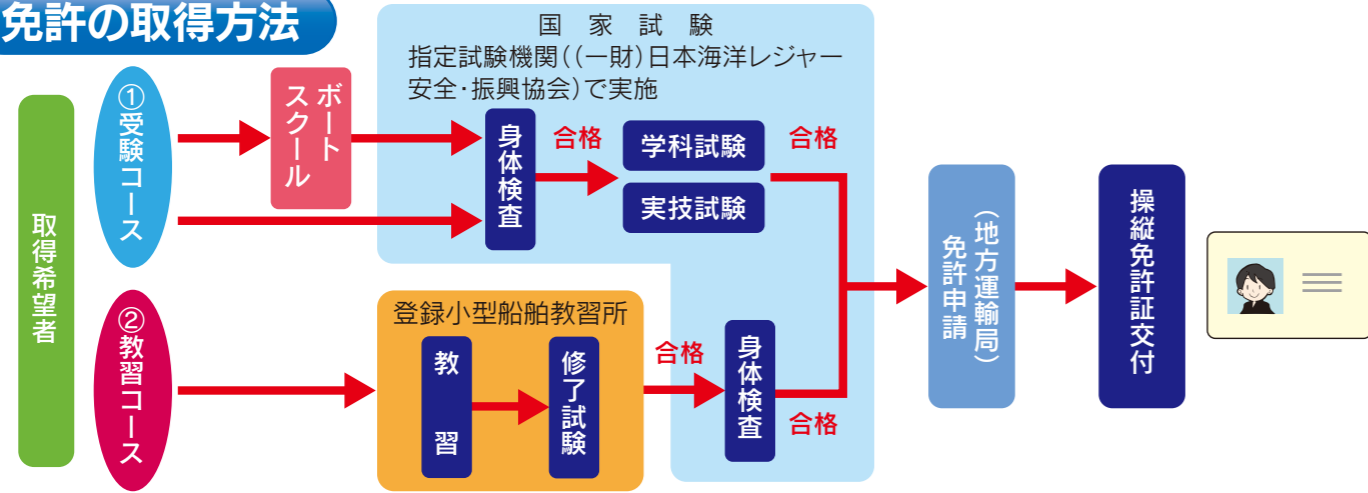 免許の取得方法
国家試験
指定試験機関((一財)日本海洋レジャー
安全・振興協会)で実施
取得希望者
①受験コース
ボート
スクール
身体検査
合格
学科試験
実技試験
合格
②教習コース
登録小型船舶教習所
教習
修了試験
合格
身体検査
合格
(地方運輸局)
免許申請
操縦免許証交付